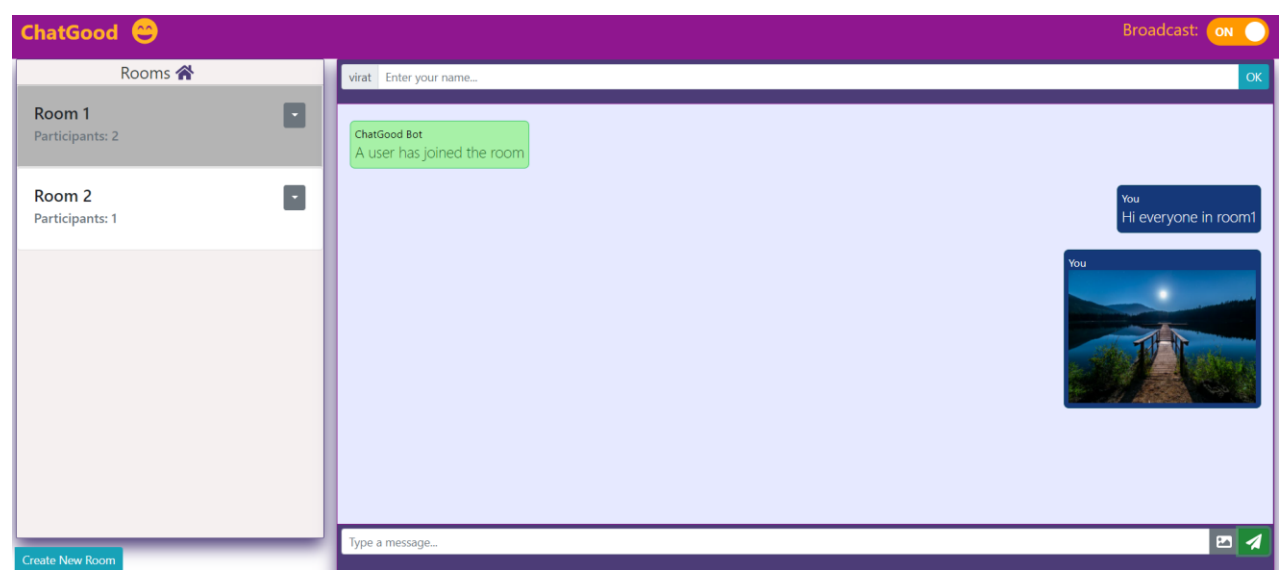 ChatGood
Broadcast: ON
Rooms
Room 1
Participants: 2
Room 2
Participants: 1
Create New Room
virat Enter your name... OK
ChatGood Bot
A user has joined the room
You
Hi everyone in room1
You
Type a message...